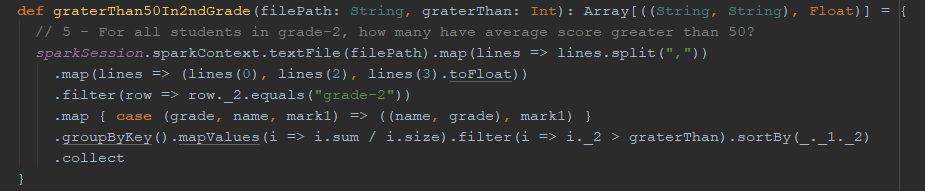 def graterThan50In2ndGrade(filePath: String, graterThan: Int): Array[((String, String), Float)] = {
// 5 - For all students in grade-2, how many have average score greater than 50?
sparkSession.sparkContext.textFile(filePath).map(lines => lines.split(","))
.map(lines => (lines(0), lines(2), lines(3).toFloat))
.filter(row => row._2.equals("grade-2"))
.map { case (grade, name, mark1) => ((name, grade), mark1) }
.groupByKey().mapValues(i => i.sum / i.size).filter(i => i._2 > graterThan).sortBy(_._1._2)
.collect
}